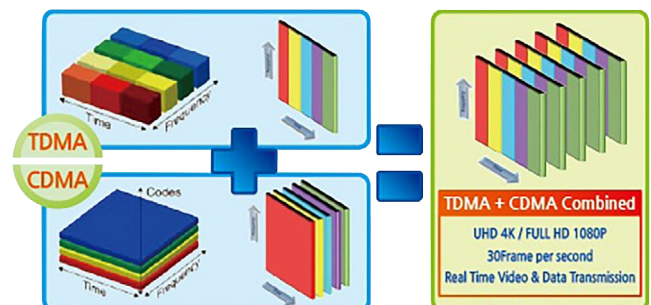 Time
Frequency
TDMA
CDMA
Codes
Time
Frequency
TDMA + CDMA Combined
UHD 4K / FULL HD 1080P
30Frame per second
Real Time Video & Data Transmission